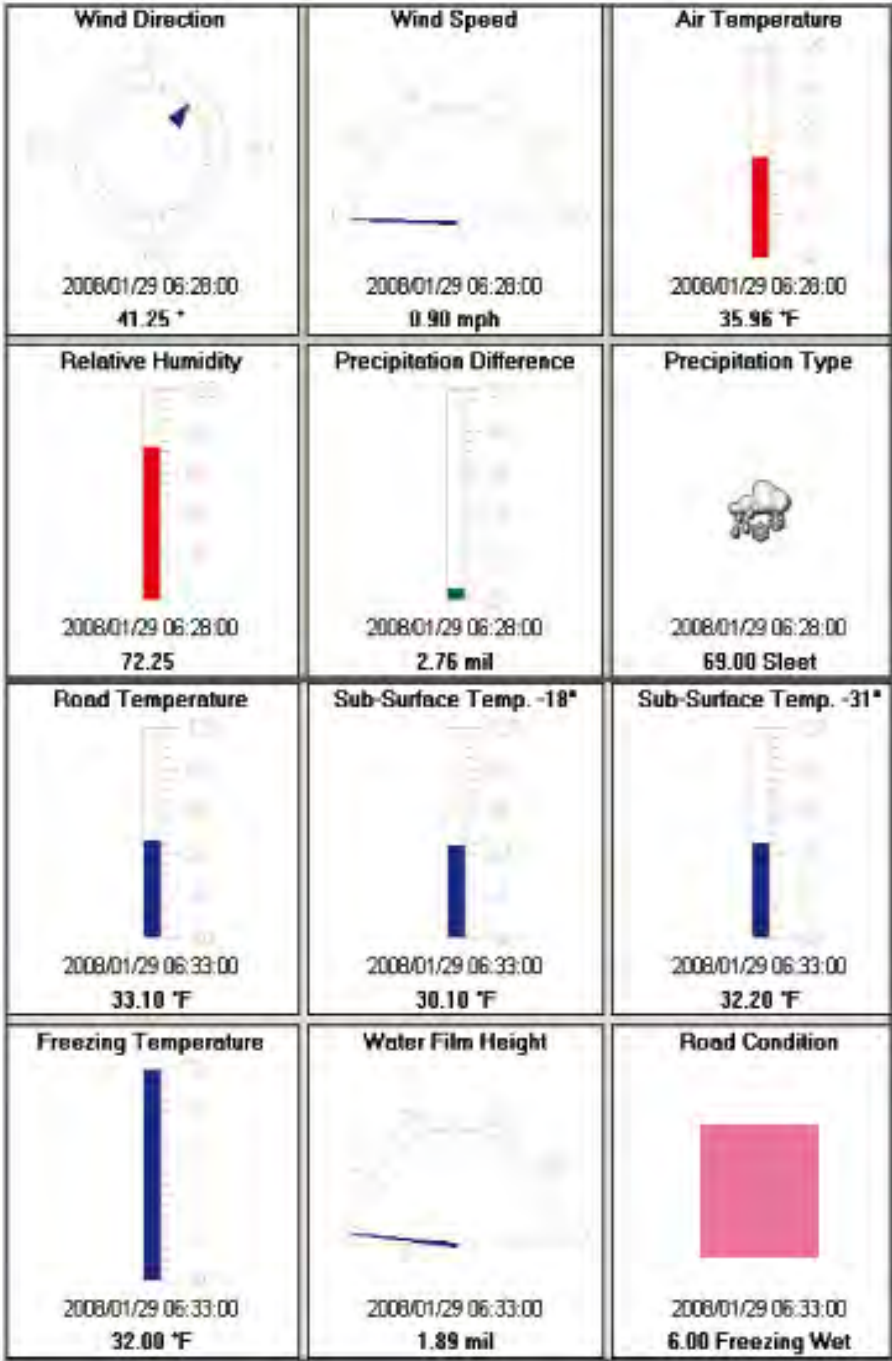 Wind Direction
2008/01/29 06:28:00
41.25 °
Wind Speed
2008/01/29 06:28:00
0.90 mph
Air Temperature
2008/01/29 06:28:00
35.96 °F
Relative Humidity
2008/01/29 06:28:00
72.25
Precipitation Difference
2008/01/29 06:28:00
2.76 mil
Precipitation Type
2008/01/29 06:28:00
69.00 Sleet
Road Temperature
2008/01/29 06:33:00
33.10 °F
Sub-Surface Temp. -18"
2008/01/29 06:33:00
30.10 °F
Sub-Surface Temp. -31"
2008/01/29 06:33:00
32.20 °F
Freezing Temperature
2008/01/29 06:33:00
32.00 °F
Water Film Height
2008/01/29 06:33:00
1.89 mil
Road Condition
2008/01/29 06:33:00
6.00 Freezing Wet